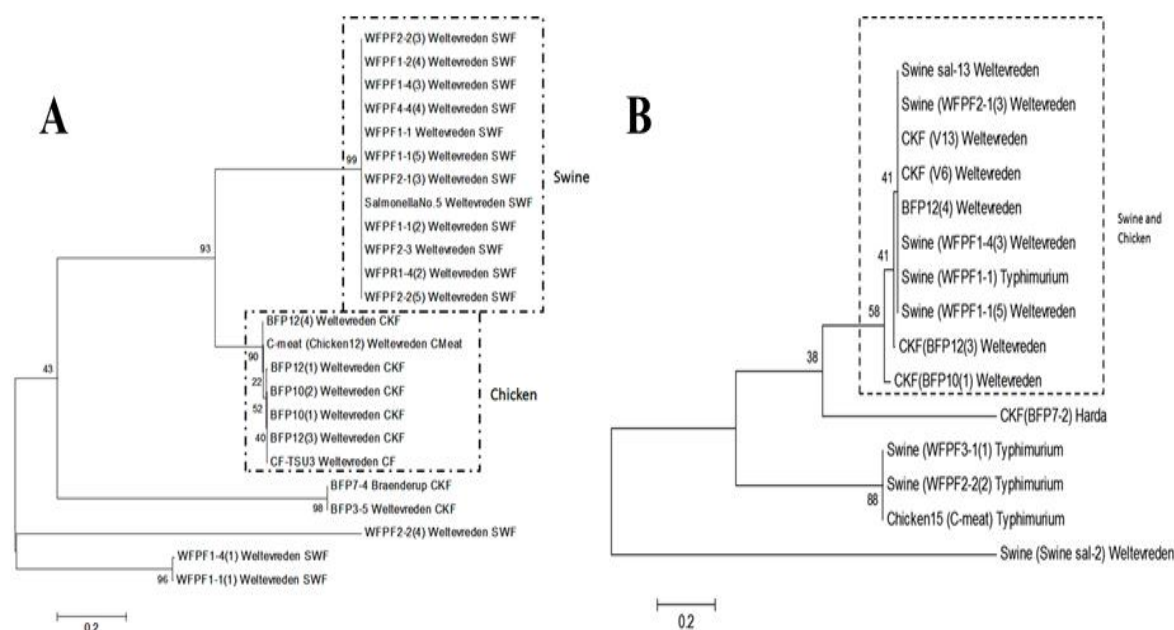 A
WFPF2-2(3) Weltevreden SWF
WFPF1-2(4) Weltevreden SWF
WFPF1-4(3) Weltevreden SWF
WFPF4-4(4) Weltevreden SWF
WFPF1-1 Weltevreden SWF
WFPF1-1(5) Weltevreden SWF
99
WFPF2-1(3) Weltevreden SWF
Swine
SalmonellaNo.5 Weltevreden SWF
WFPF1-1(2) Weltevreden SWF
WFPF2-3 Weltevreden SWF
93
WFPR1-4(2) Weltevreden SWF
WFPF2-2(5) Weltevreden SWF
BFP12(4) Weltevreden CKF
C-meat (Chicken12) Weltevreden CMeat
90
BFP12(1) Weltevreden CKF
43
22
BFP10(2) Weltevreden CKF
Chicken
52
BFP10(1) Weltevreden CKF
40
BFP12(3) Weltevreden CKF
CF-TSU3 Weltevreden CF
BFP7-4 Braenderup CKF
98
BFP3-5 Weltevreden CKF
WFPF2-2(4) Weltevreden SWF
WFPF1-4(1) Weltevreden SWF
96
WFPF1-1(1) Weltevreden SWF
0.2
B
Swine sal-13 Weltevreden
Swine (WFPF2-1(3) Weltevreden
CKF (V13) Weltevreden
41
CKF (V6) Weltevreden
BFP12(4) Weltevreden
Swine and
Chicken
Swine (WFPF1-4(3) Weltevreden
41
Swine (WFPF1-1) Typhimurium
58
Swine (WFPF1-1(5) Weltevreden
CKF(BFP12(3) Weltevreden
38
CKF(BFP10(1) Weltevreden
CKF(BFP7-2) Harda
Swine (WFPF3-1(1) Typhimurium
Swine (WFPF2-2(2) Typhimurium
88
Chicken15 (C-meat) Typhimurium
Swine (Swine sal-2) Weltevreden
0.2